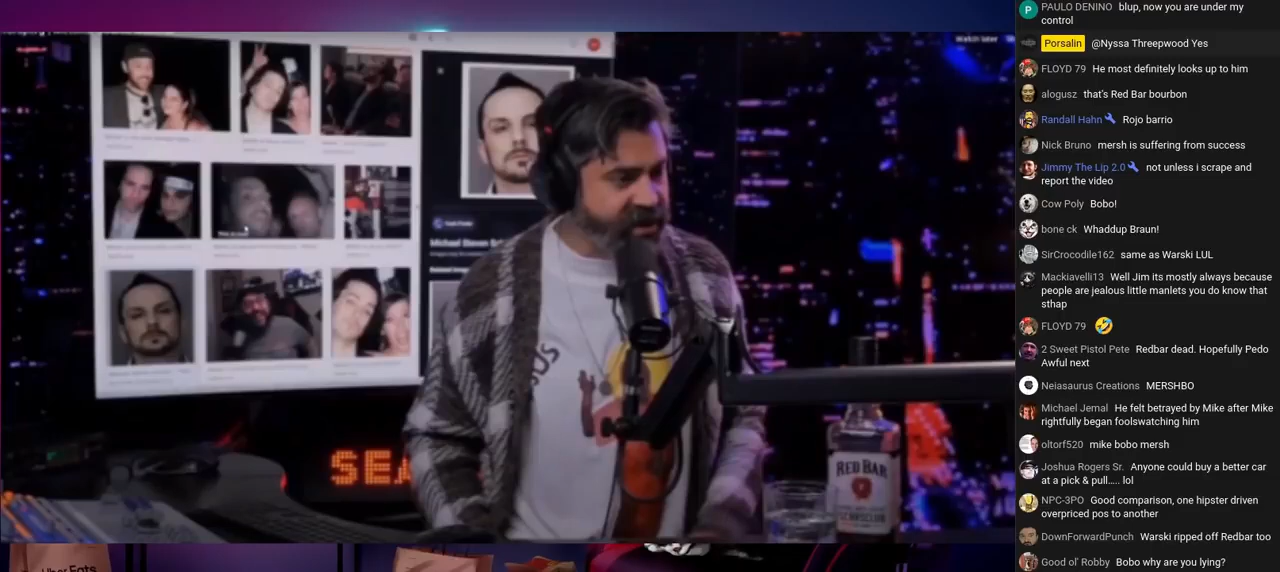 Watch later
Michael Steven
SEA
US
RED BAR
Uber Eats
PAULO DENINO blup, now you are under my
control
Porsalin @Nyssa Threepwood Yes
FLOYD 79 He most definitely looks up to him
alogusz that's Red Bar bourbon
Randall Hahn Rojo barrio
Nick Bruno mersh is suffering from success
Jimmy The Lip 2.0 not unless i scrape and
report the video
Cow Poly Bobo!
bone ck Whaddup Braun!
SirCrocodile162 same as Warski LUL
Mackiavelli13 Well Jim its mostly always because
people are jealous little manlets you do know that
sthap
FLOYD 79 🤣
2 Sweet Pistol Pete Redbar dead. Hopefully Pedo
Awful next
Neiasaurus Creations MERSHBO
Michael Jemal He felt betrayed by Mike after Mike
rightfully began foolswatching him
oltorf520 mike bobo mersh
Joshua Rogers Sr. Anyone could buy a better car
at a pick & pull..... lol
NPC-3PO Good comparison, one hipster driven
overpriced pos to another
DownForwardPunch Warski ripped off Redbar too
Good ol' Robby Bobo why are you lying?